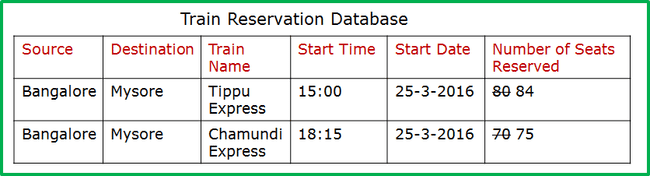 Train Reservation Database
Source Destination Train Name Start Time Start Date Number of Seats Reserved
Bangalore Mysore Tippu Express 15:00 25-3-2016 80 84
Bangalore Mysore Chamundi Express 18:15 25-3-2016 70 75